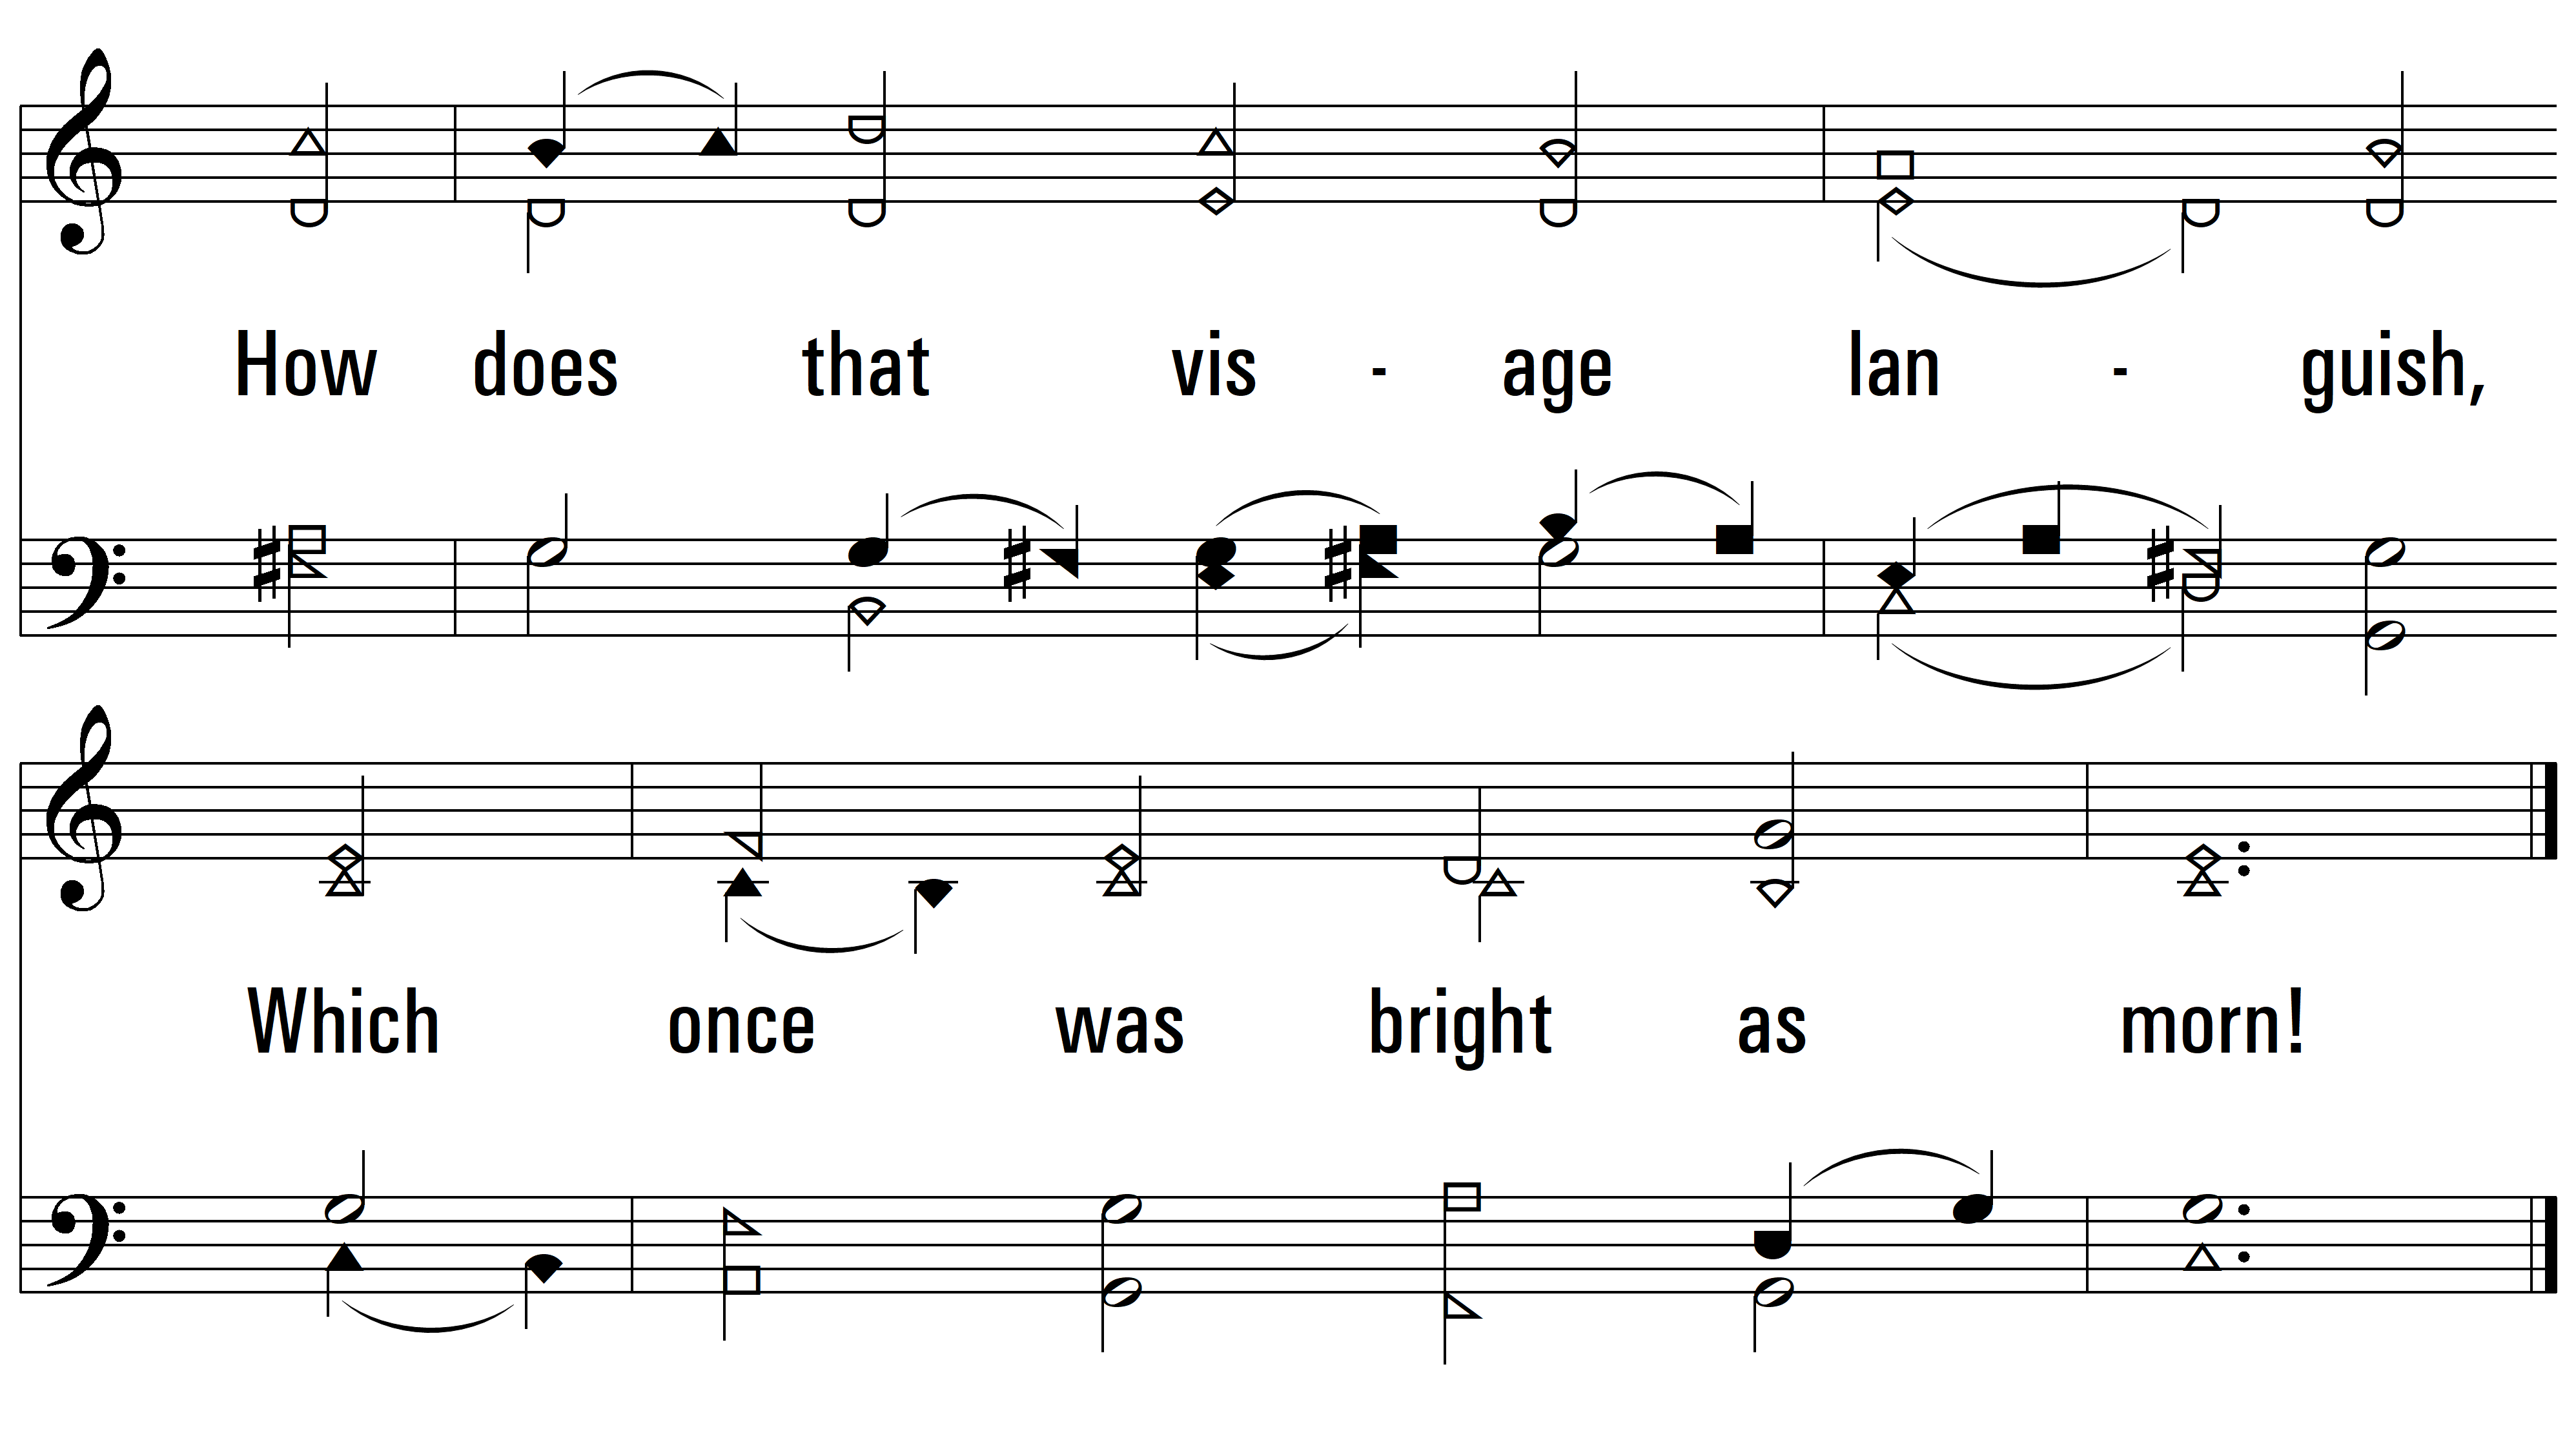 How does that vis - age lan - guish,
Which once was bright as morn!